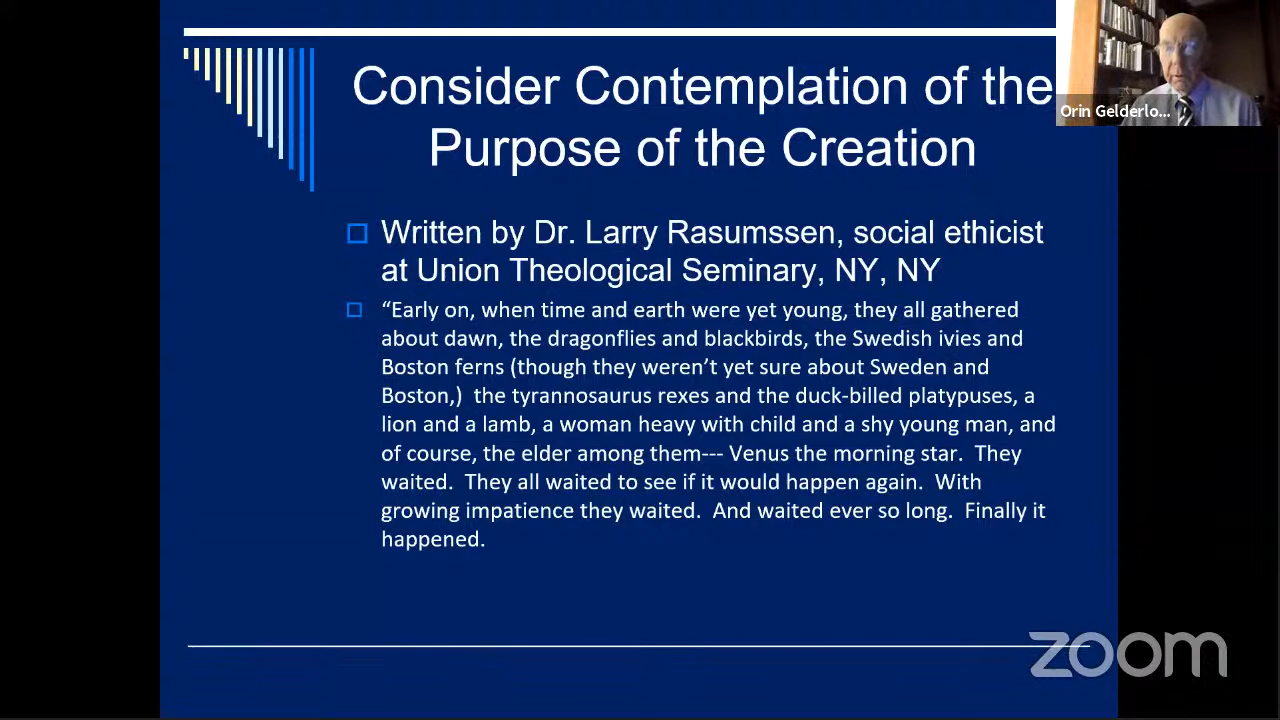 Consider Contemplation of the
Purpose of the Creation
Orin Gelderlo...
Written by Dr. Larry Rasumssen, social ethicist
at Union Theological Seminary, NY, NY
“Early on, when time and earth were yet young, they all gathered
about dawn, the dragonflies and blackbirds, the Swedish ivies and
Boston ferns (though they weren’t yet sure about Sweden and
Boston,)  the tyrannosaurus rexes and the duck-billed platypuses, a
lion and a lamb, a woman heavy with child and a shy young man, and
of course, the elder among them--- Venus the morning star.  They
waited.  They all waited to see if it would happen again.  With
growing impatience they waited.  And waited ever so long.  Finally it
happened.
zoom